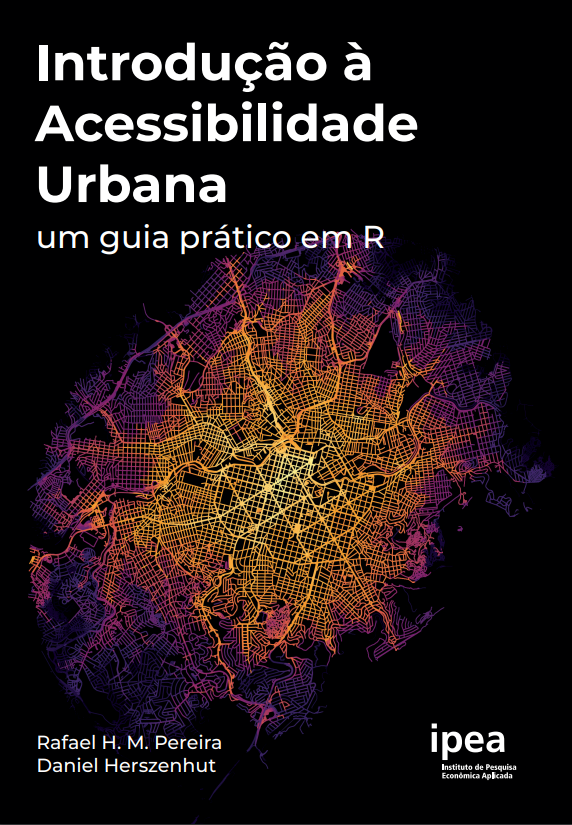 Introdução à
Acessibilidade
Urbana
um guia prático em R
Rafael H. M. Pereira
Daniel Herszenhut
ipea
Instituto de Pesquisa
Econômica Aplicada